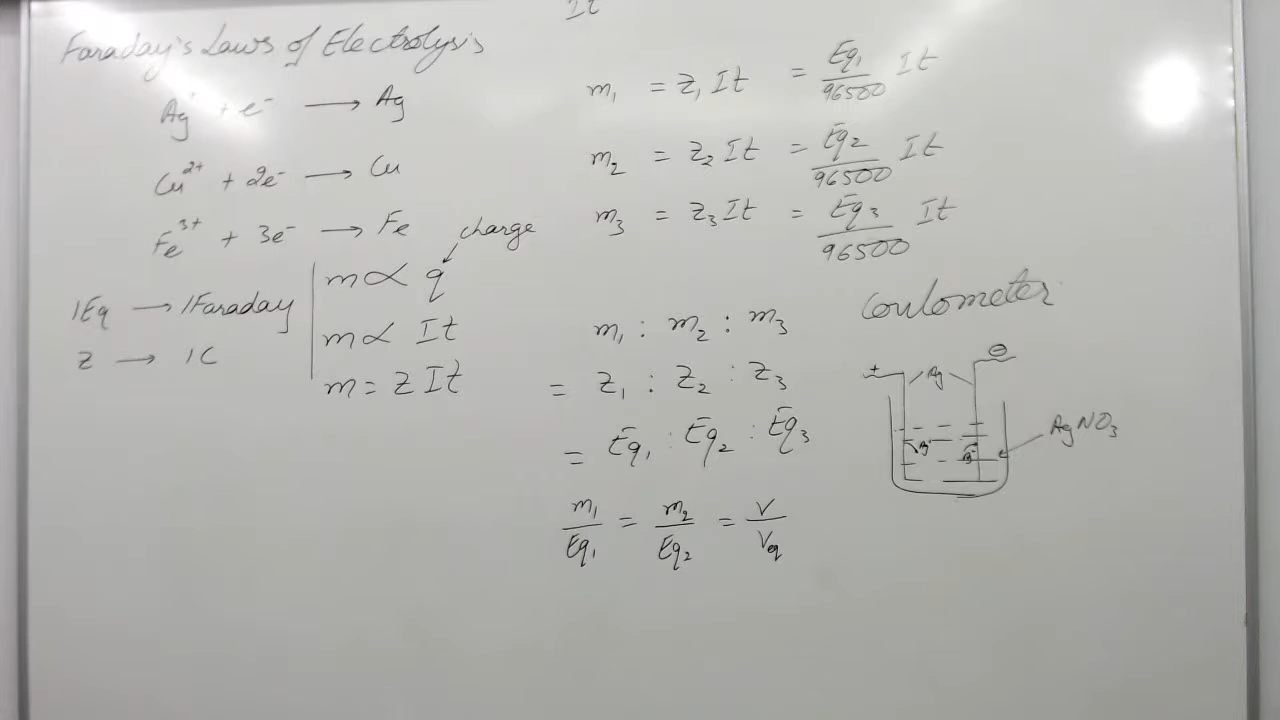 It
Faraday's Laws of Electrolysis
Ag⁺ + e⁻ → Ag
Cu²⁺ + 2e⁻ → Cu
Fe³⁺ + 3e⁻ → Fe
1Eq → 1Faraday
Z → 1C
charge
m ∝ q
m ∝ It
m = Z It
m₁ = Z₁ It = Eq₁/96500 It
m₂ = Z₂ It = Eq₂/96500 It
m₃ = Z₃ It = Eq₃/96500 It
m₁ : m₂ : m₃
= Z₁ : Z₂ : Z₃
= Eq₁ : Eq₂ : Eq₃
m₁/Eq₁ = m₂/Eq₂ = V/Veq
Coulometer
+ Ag ⊖
AgNO₃